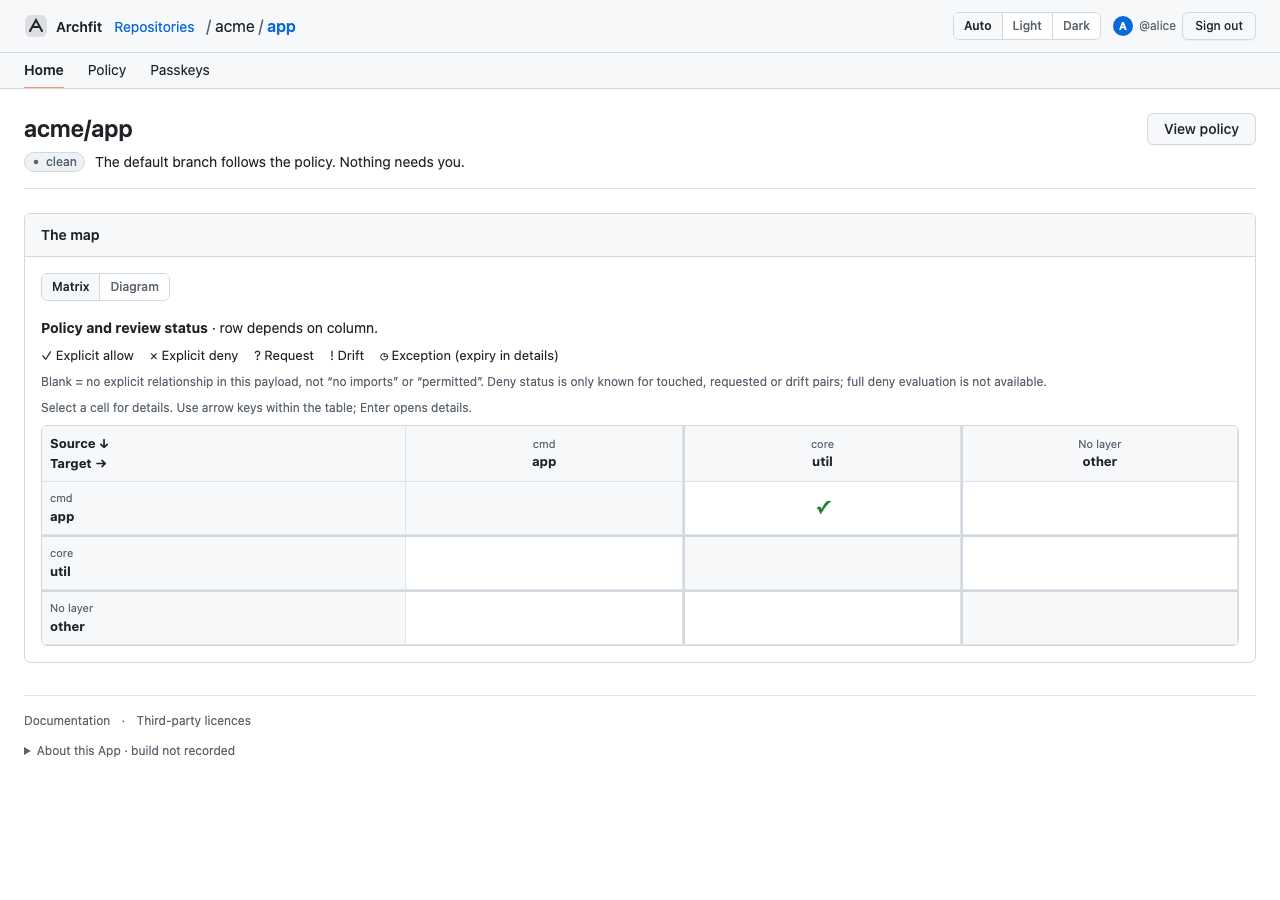 Archfit Repositories / acme / app Auto Light Dark A @alice Sign out
Home Policy Passkeys
acme/app
View policy
clean The default branch follows the policy. Nothing needs you.
The map
Matrix Diagram
Policy and review status · row depends on column.
✓ Explicit allow × Explicit deny ? Request ! Drift ◷ Exception (expiry in details)
Blank = no explicit relationship in this payload, not “no imports” or “permitted”. Deny status is only known for touched, requested or drift pairs; full deny evaluation is not available.
Select a cell for details. Use arrow keys within the table; Enter opens details.
Source ↓
Target →
cmd
app
core
util
No layer
other
cmd
app
✓
core
util
No layer
other
Documentation · Third-party licences
About this App · build not recorded